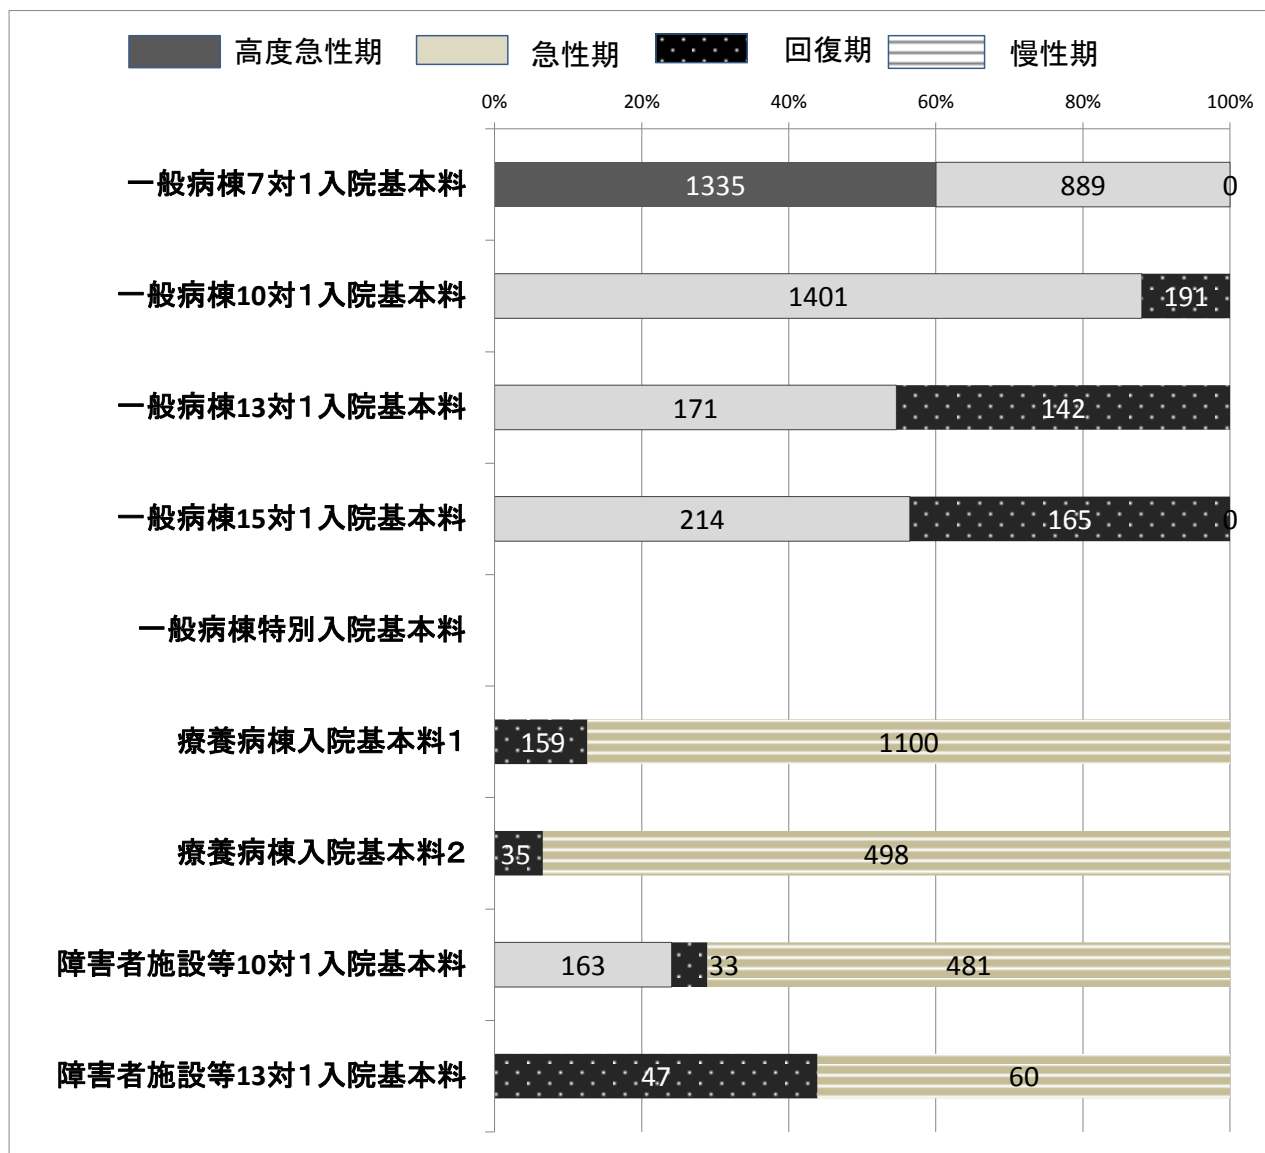 高度急性期 急性期 回復期 慢性期
0% 20% 40% 60% 80% 100%
一般病棟7対1入院基本料 1335 889 0
一般病棟10対1入院基本料 1401 191
一般病棟13対1入院基本料 171 142
一般病棟15対1入院基本料 214 165 0
一般病棟特別入院基本料
療養病棟入院基本料1 159 1100
療養病棟入院基本料2 35 498
障害者施設等10対1入院基本料 163 33 481
障害者施設等13対1入院基本料 47 60